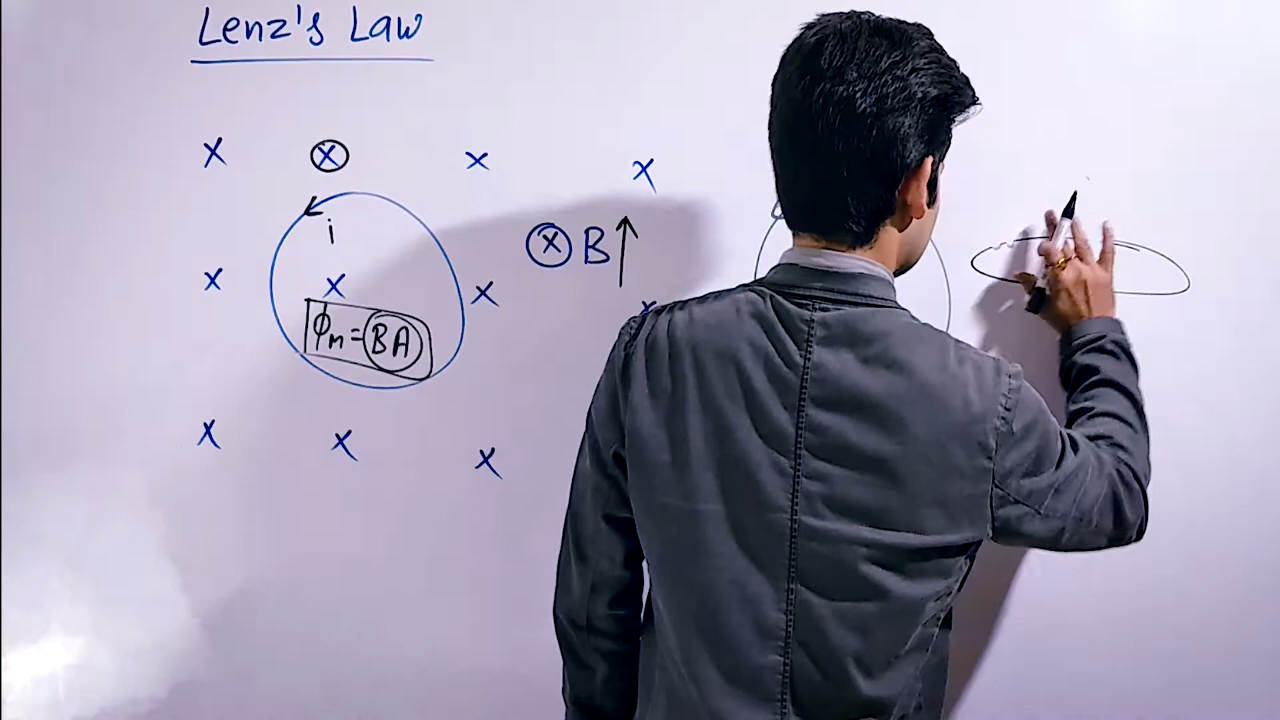 Lenz's Law
x x x x
i
x x x x B↑
ϕm = BA
x x x